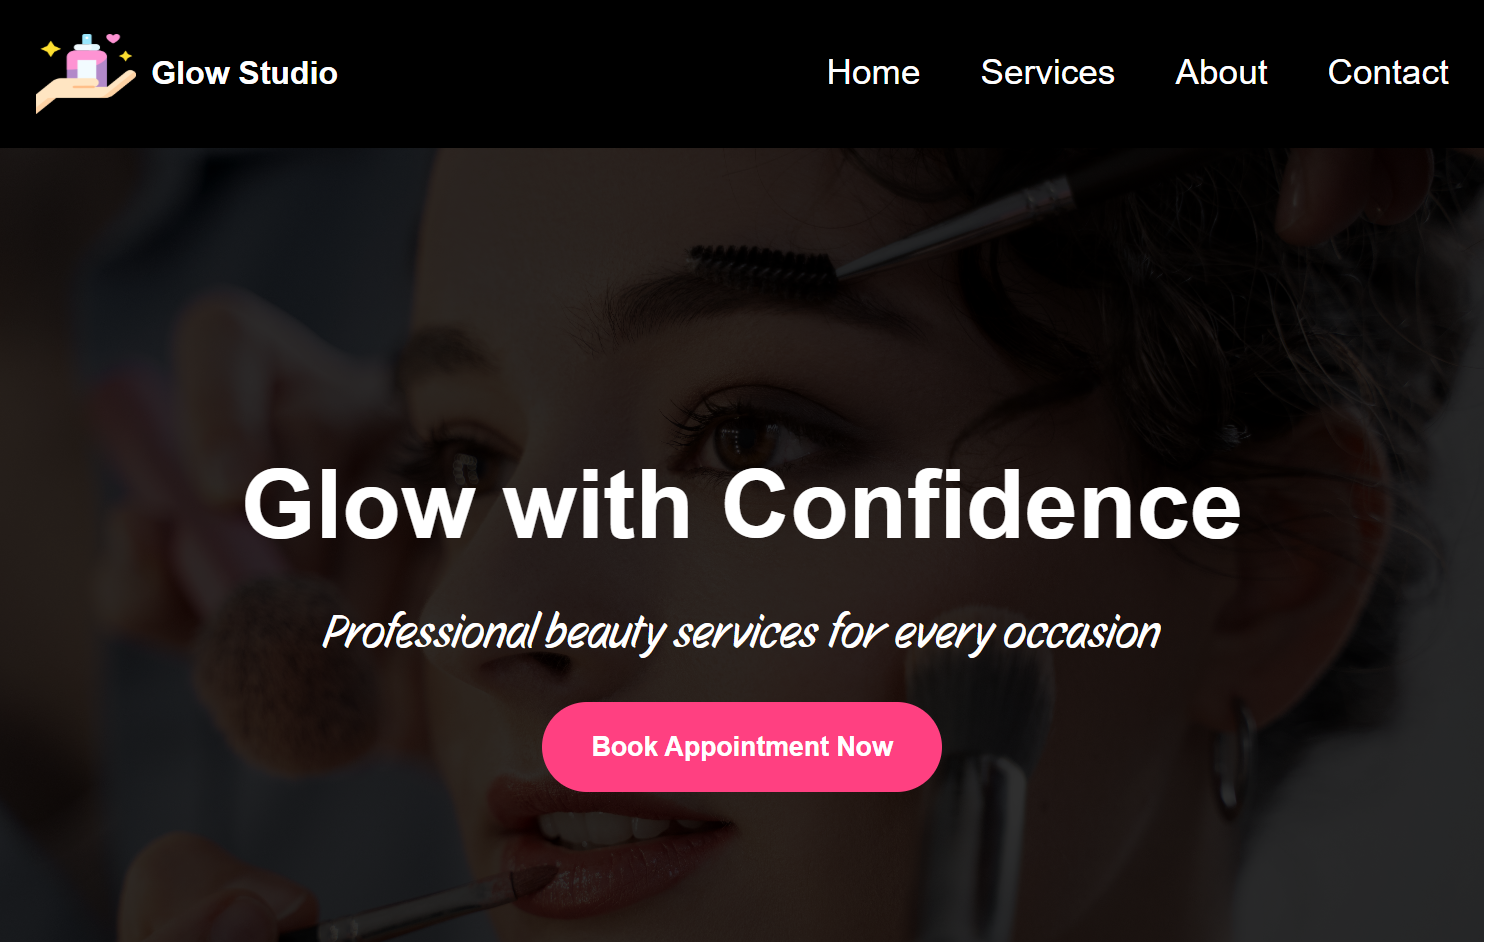 Glow Studio
Home Services About Contact
Glow with Confidence
Professional beauty services for every occasion
Book Appointment Now